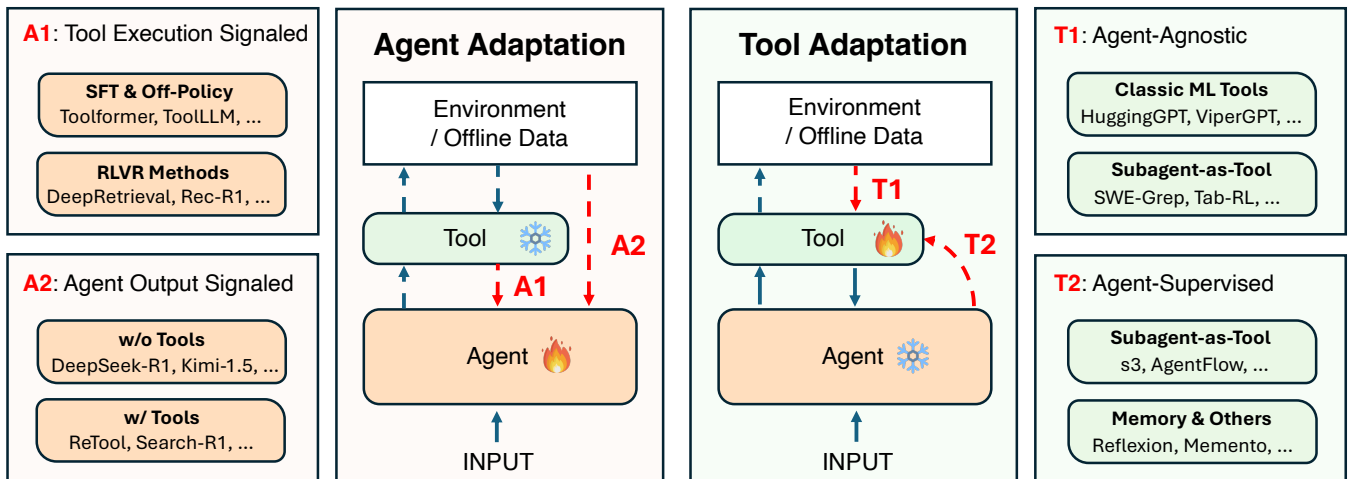 A1: Tool Execution Signaled
SFT & Off-Policy
Toolformer, ToolLLM, ...
RLVR Methods
DeepRetrieval, Rec-R1, ...
A2: Agent Output Signaled
w/o Tools
DeepSeek-R1, Kimi-1.5, ...
w/ Tools
ReTool, Search-R1, ...
Agent Adaptation
Environment
/ Offline Data
Tool
A2
A1
Agent
INPUT
Tool Adaptation
Environment
/ Offline Data
T1
Tool
T2
Agent
INPUT
T1: Agent-Agnostic
Classic ML Tools
HuggingGPT, ViperGPT, ...
Subagent-as-Tool
SWE-Grep, Tab-RL, ...
T2: Agent-Supervised
Subagent-as-Tool
s3, AgentFlow, ...
Memory & Others
Reflexion, Memento, ...